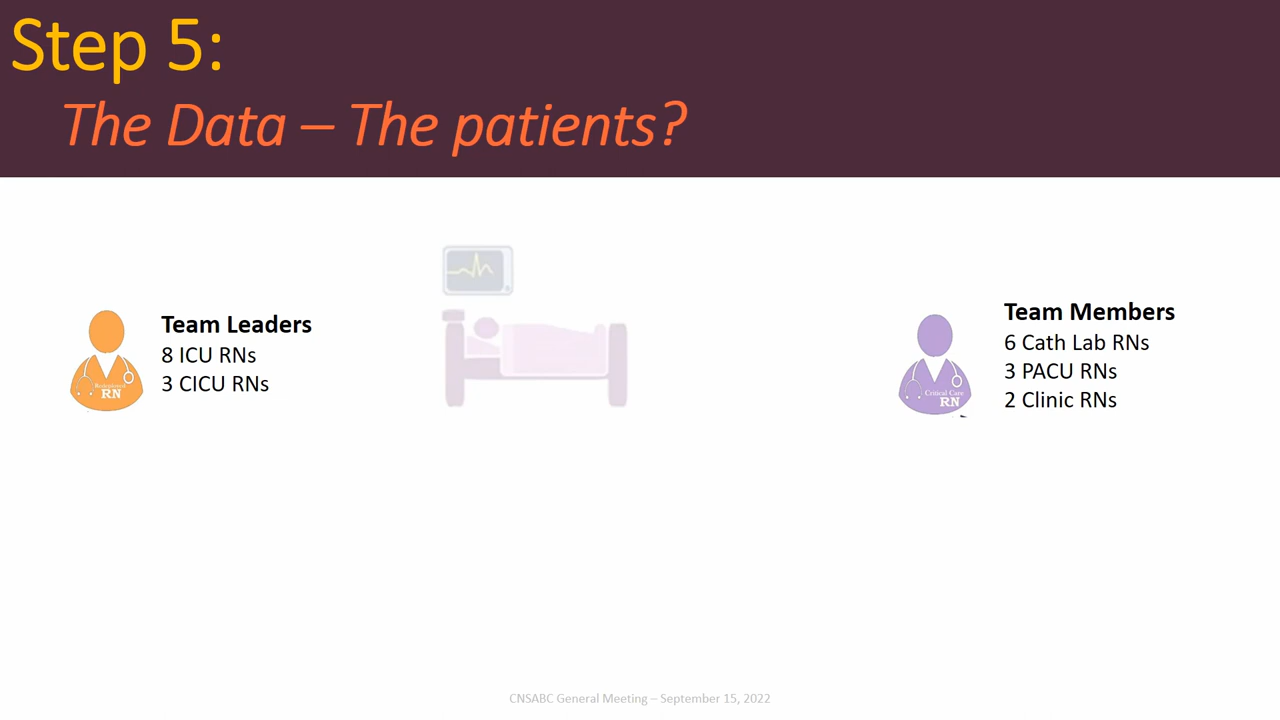 Step 5:
The Data – The patients?
Team Leaders
8 ICU RNs
3 CICU RNs
RN
Team Members
6 Cath Lab RNs
3 PACU RNs
2 Clinic RNs
Critical Care
RN
CNSABC General Meeting – September 15, 2022